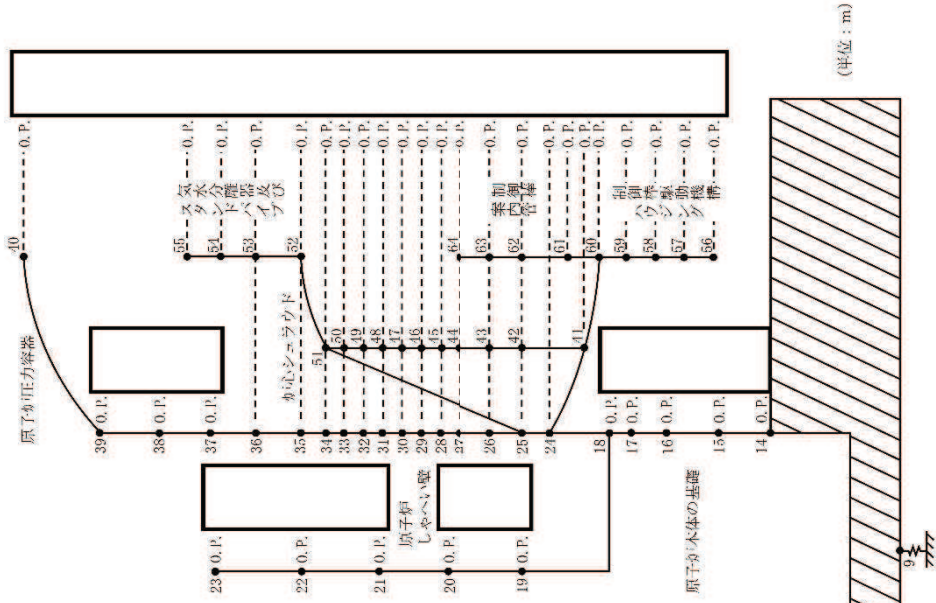 40 O.P.
原子炉圧力容器
39 O.P.
38 O.P.
37 O.P.
気水分離器及び
スタンドパイプ
55 O.P.
54 O.P.
36 53 O.P.
35 52 O.P.
炉心シュラウド
34 51 O.P.
33 50 O.P.
32 49 O.P.
31 48 O.P.
30 47 O.P.
29 46 O.P.
28 45 O.P.
27 44 64 O.P.
制御棒
案内管
26 43 63 O.P.
25 42 62 O.P.
24 O.P.
61 O.P.
41 O.P.
60 O.P.
制御棒駆動機構
ハウジング
59 O.P.
58 O.P.
57 O.P.
56 O.P.
23 O.P.
22 O.P.
21 O.P.
原子炉
しゃへい壁
20 O.P.
19 O.P.
18 O.P.
17 O.P.
16 O.P.
15 O.P.
14 O.P.
原子炉本体の基礎
9
(単位：m)